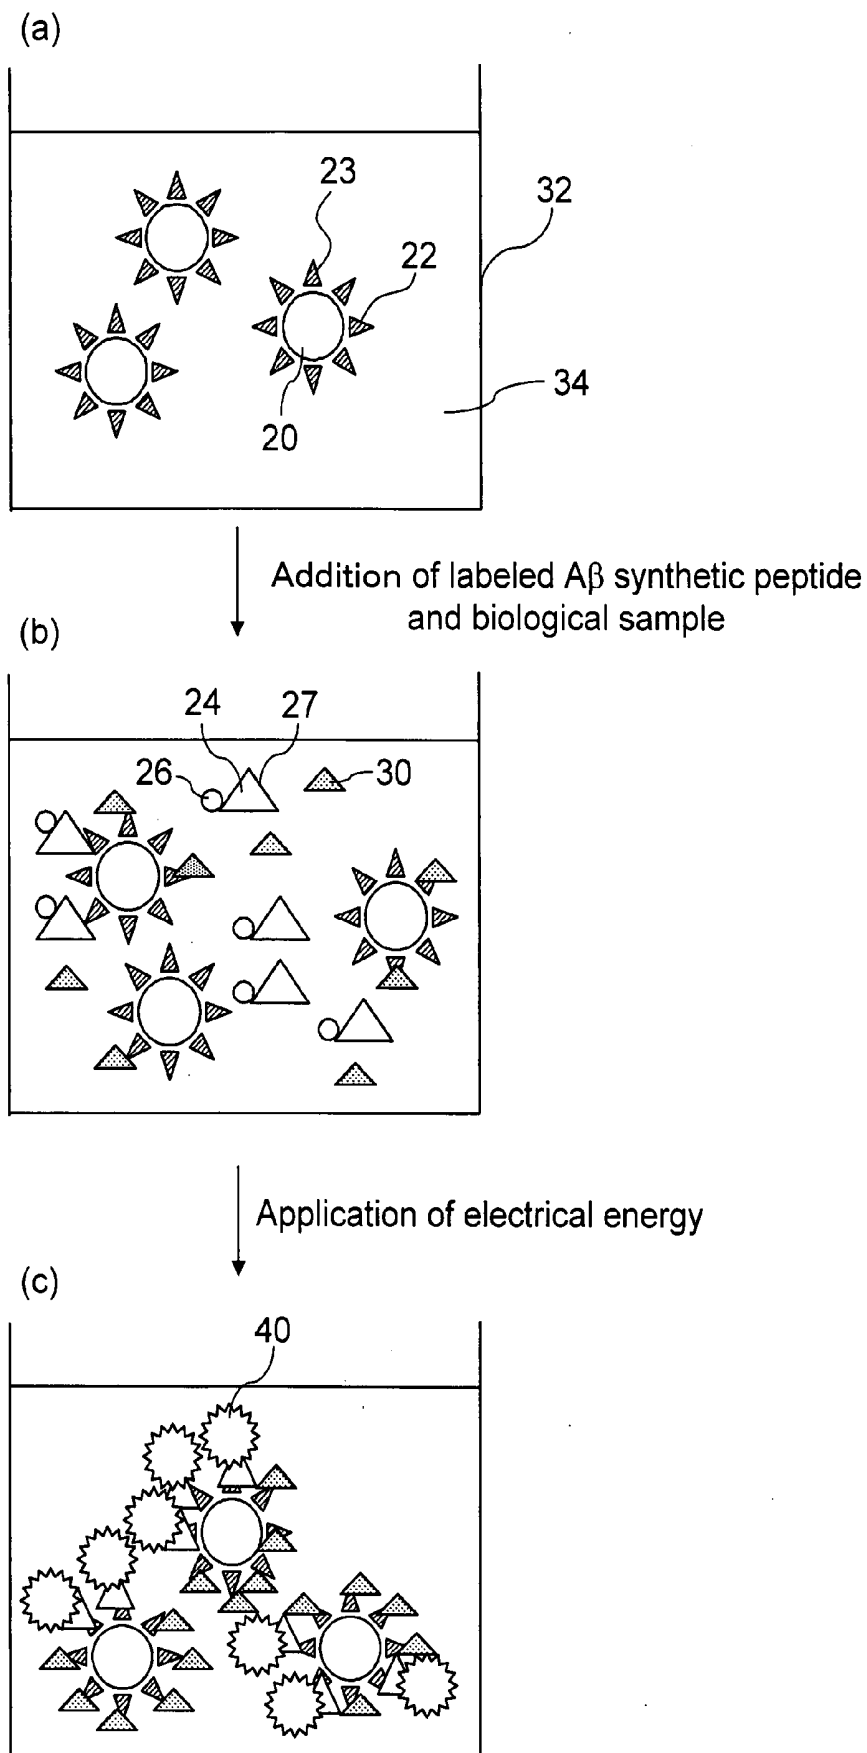 (a)
23
32
22
34
20
Addition of labeled Aβ synthetic peptide
and biological sample
(b)
24 27
26 30
Application of electrical energy
(c)
40